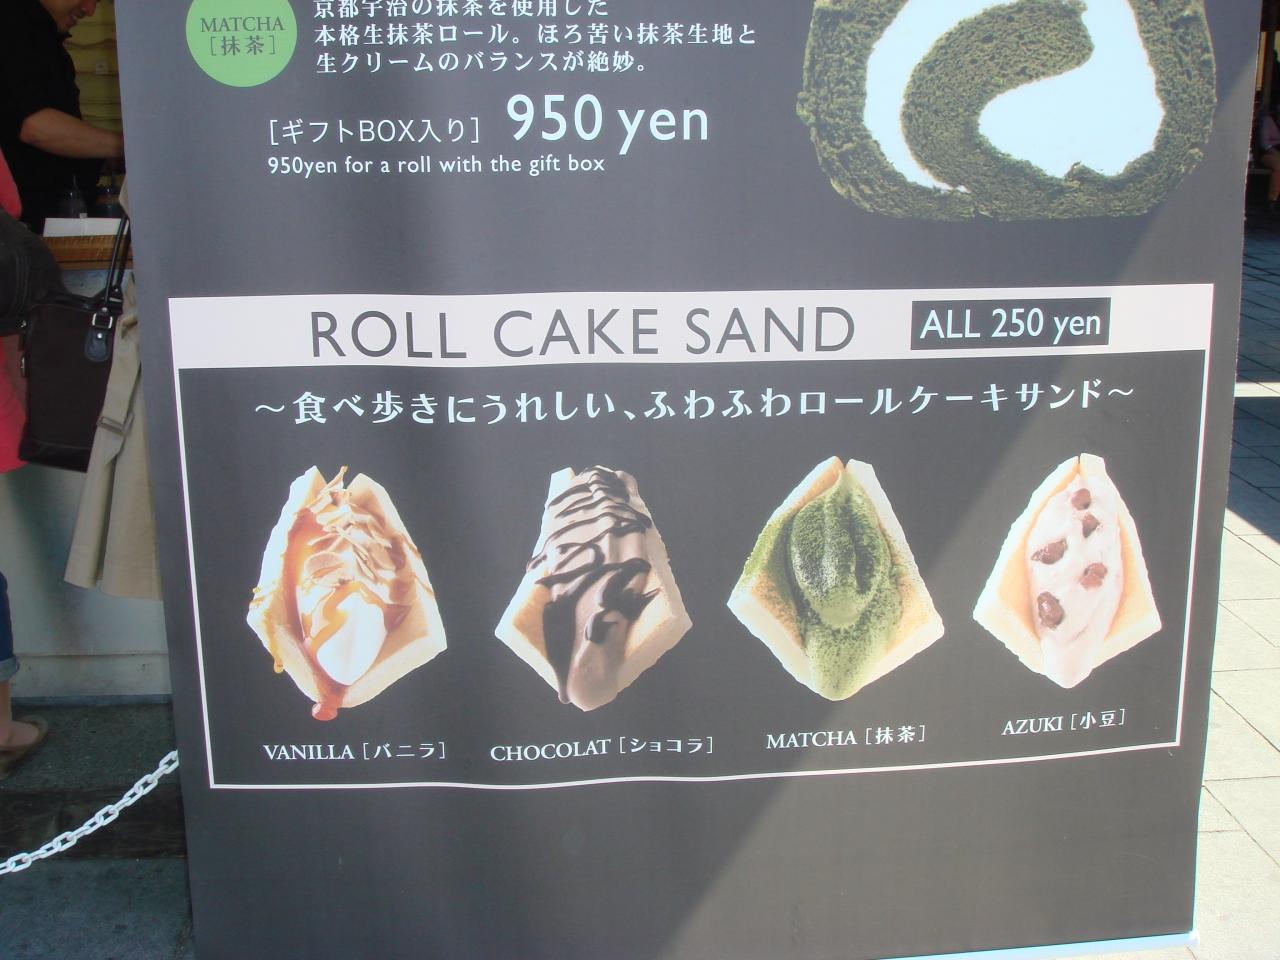 京都宇治の抹茶を使用した
MATCHA
[抹茶]
本格生抹茶ロール。ほろ苦い抹茶生地と
生クリームのバランスが絶妙。
[ギフトBOX入り] 950 yen
950yen for a roll with the gift box
ROLL CAKE SAND ALL 250 yen
〜食べ歩きにうれしい、ふわふわロールケーキサンド〜
VANILLA [バニラ] CHOCOLAT [ショコラ] MATCHA [抹茶] AZUKI [小豆]